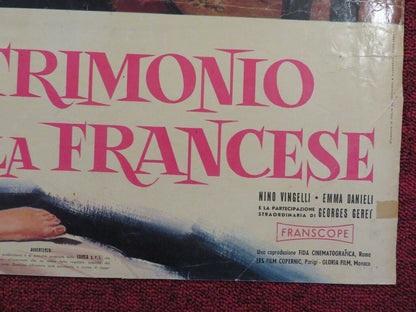 TRIMONIO
LA FRANCESE
NINO VINGELLI · EMMA DANIELI
E LA PARTECIPAZIONE
STRAORDINARIA DI GEORGES GERET
FRANSCOPE
Una coproduzione FIDA CINEMATOGRAFICA, Roma
LES FILM COPERNIC, Parigi - GLORIA FILM, Monaco
AVVERTENZA: